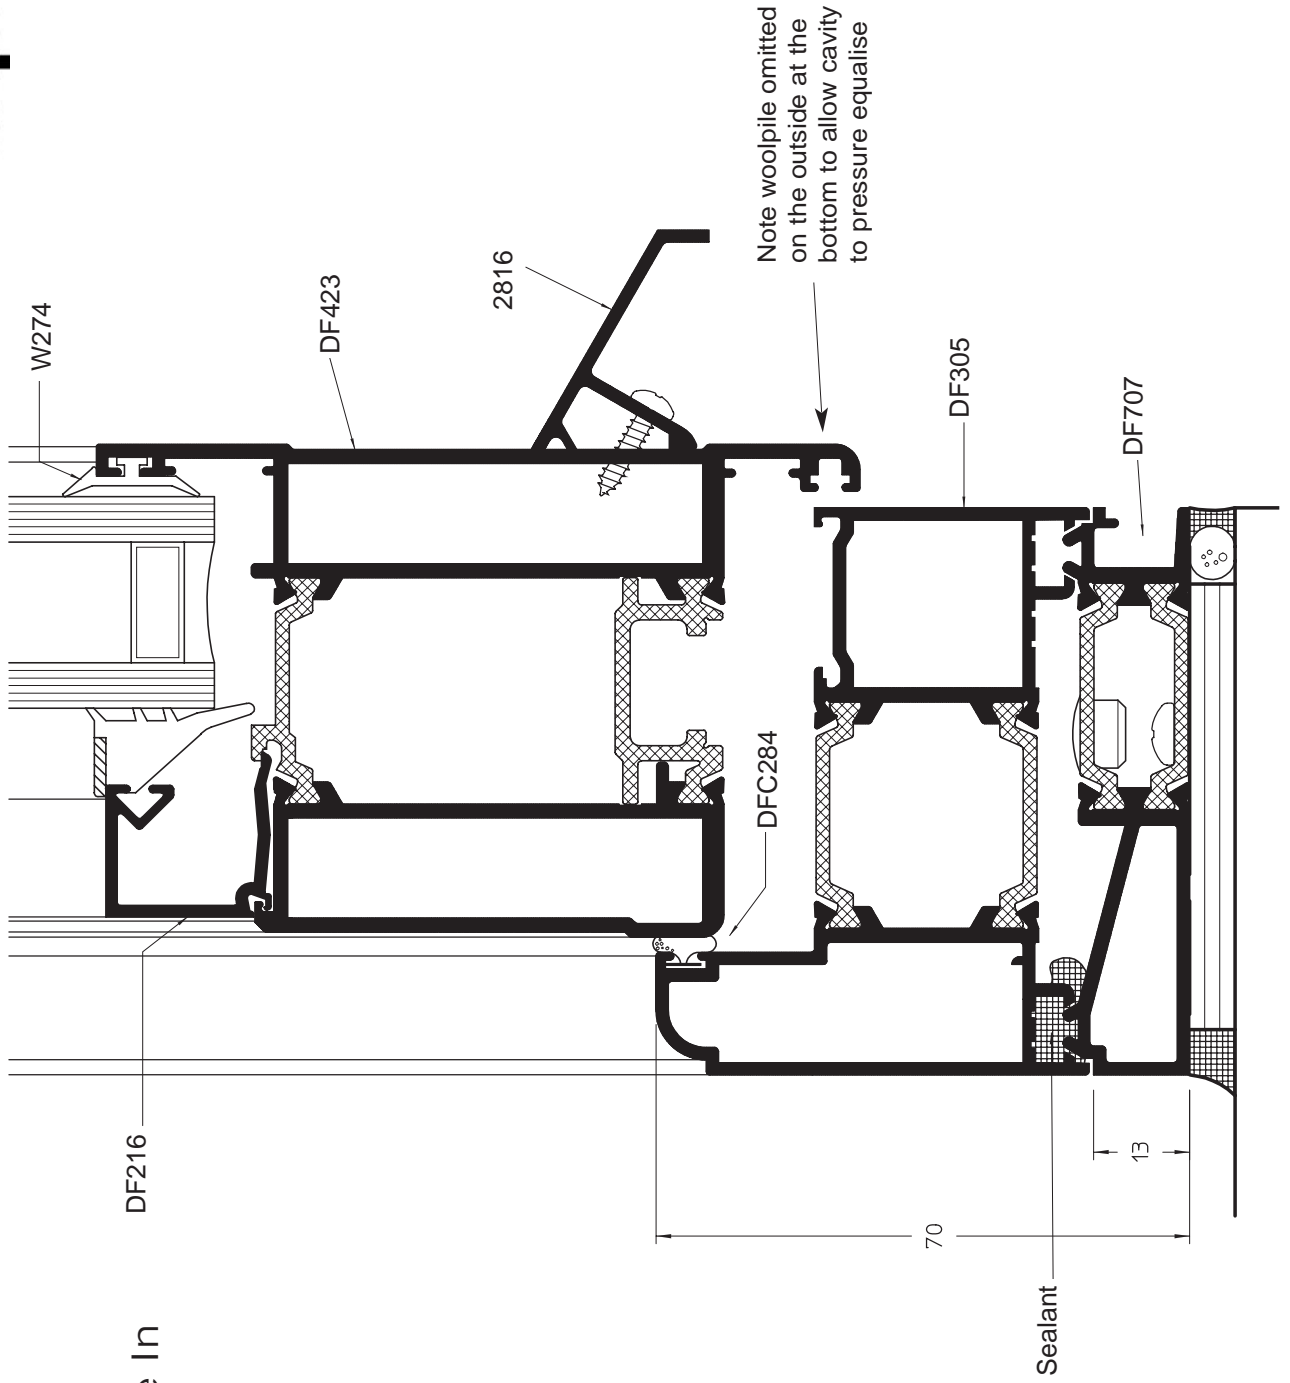 W274
DF423
2816
Note woolpile omitted
on the outside at the
bottom to allow cavity
to pressure equalise
DF305
DF707
DFC284
DF216
13
70
Sealant
In